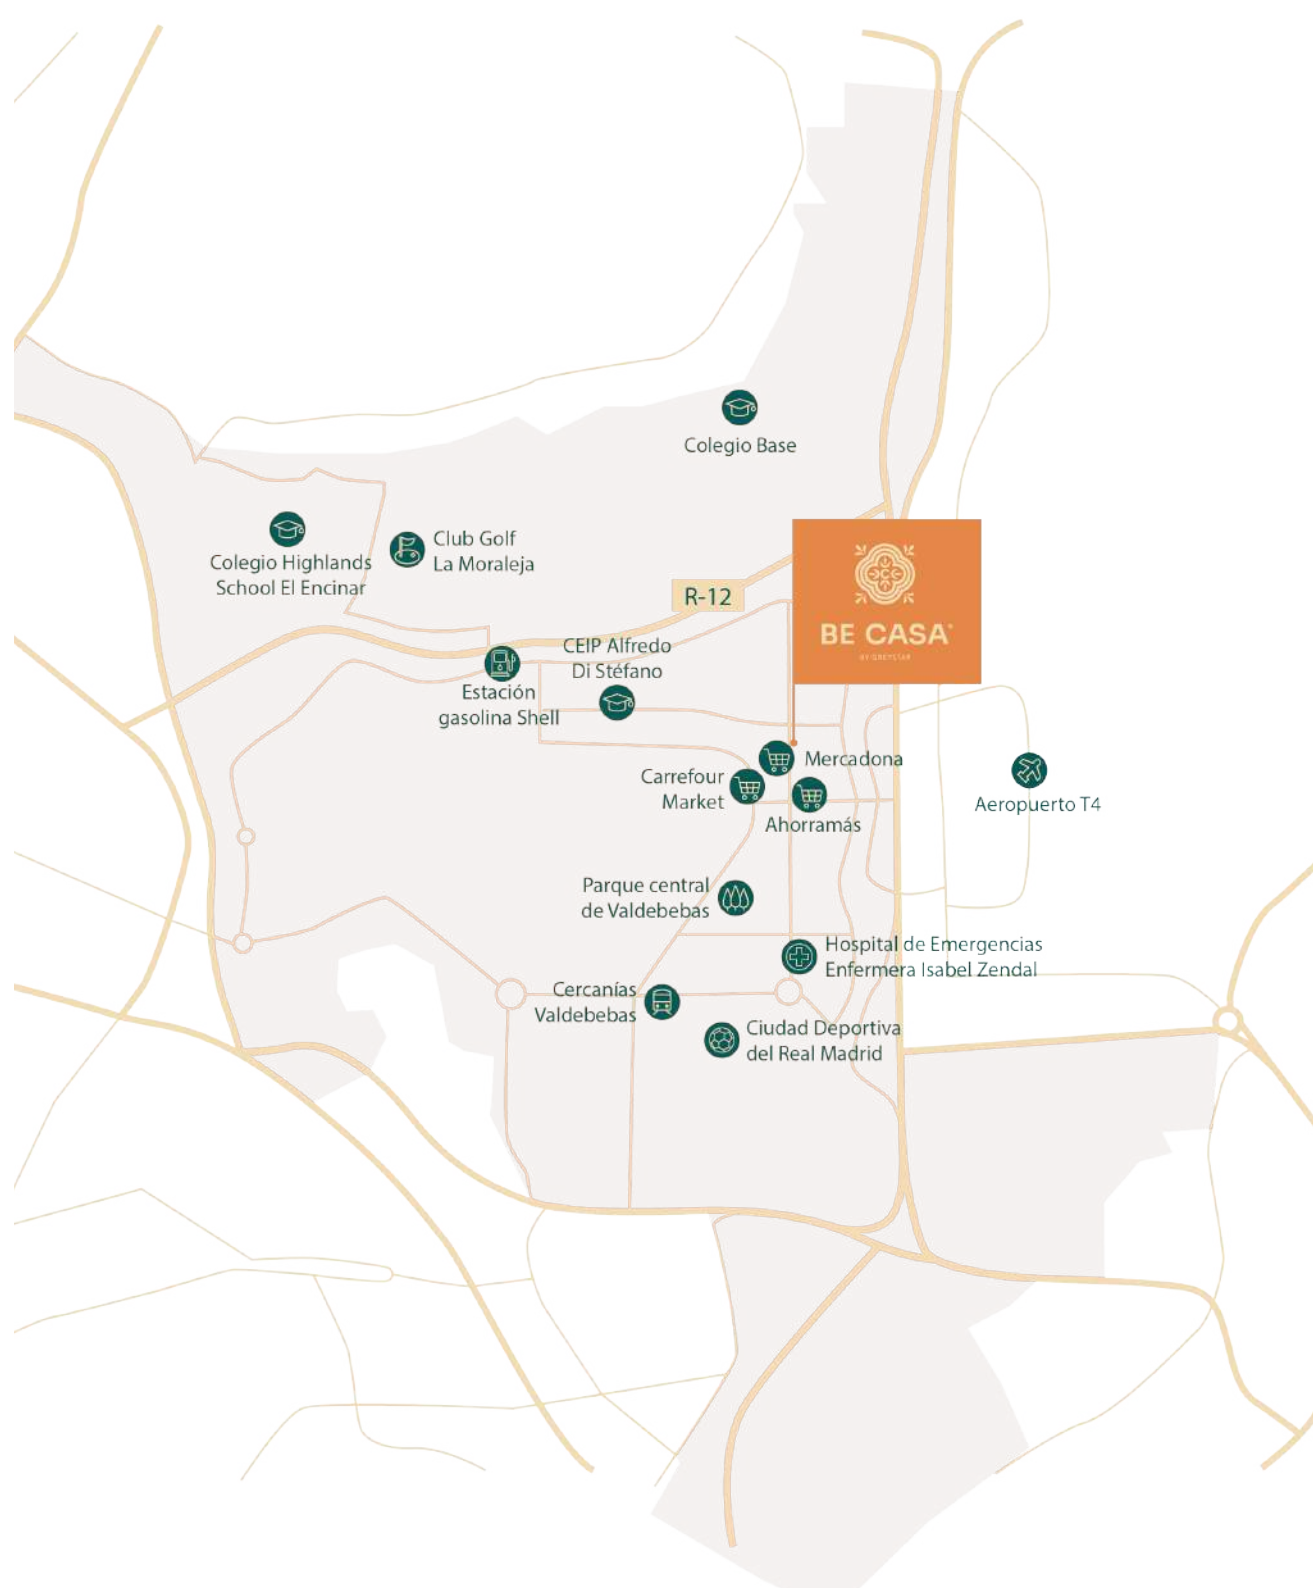 Colegio Base
Club Golf
La Moraleja
Colegio Highlands
School El Encinar
R-12
BE CASA
BY GREYSTAR
CEIP Alfredo
Di Stéfano
Estación
gasolina Shell
Mercadona
Carrefour
Market
Ahorramás
Aeropuerto T4
Parque central
de Valdebebas
Hospital de Emergencias
Enfermera Isabel Zendal
Cercanías
Valdebebas
Ciudad Deportiva
del Real Madrid